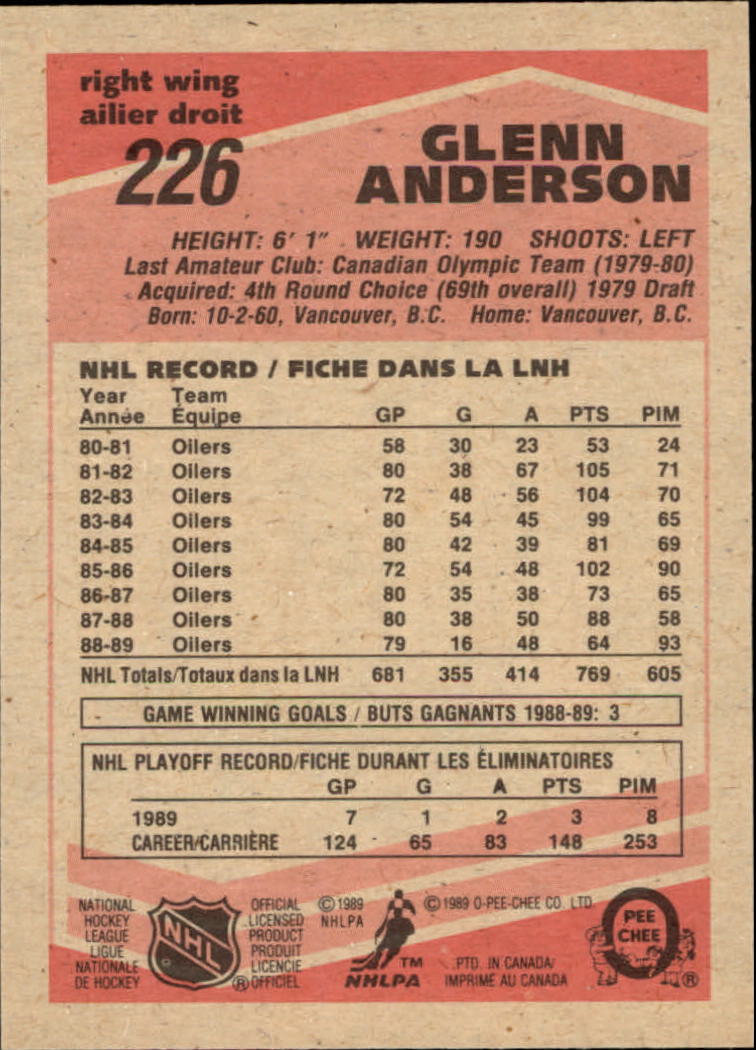 right wing
ailier droit
226
GLENN
ANDERSON
HEIGHT: 6' 1" WEIGHT: 190 SHOOTS: LEFT
Last Amateur Club: Canadian Olympic Team (1979-80)
Acquired: 4th Round Choice (69th overall) 1979 Draft
Born: 10-2-60, Vancouver, B.C. Home: Vancouver, B.C.
NHL RECORD / FICHE DANS LA LNH
Year Team
Année Équipe GP G A PTS PIM
80-81 Oilers 58 30 23 53 24
81-82 Oilers 80 38 67 105 71
82-83 Oilers 72 48 56 104 70
83-84 Oilers 80 54 45 99 65
84-85 Oilers 80 42 39 81 69
85-86 Oilers 72 54 48 102 90
86-87 Oilers 80 35 38 73 65
87-88 Oilers 80 38 50 88 58
88-89 Oilers 79 16 48 64 93
NHL Totals/Totaux dans la LNH 681 355 414 769 605
GAME WINNING GOALS / BUTS GAGNANTS 1988-89: 3
NHL PLAYOFF RECORD/FICHE DURANT LES ÉLIMINATOIRES
GP G A PTS PIM
1989 7 1 2 3 8
CAREER/CARRIÈRE 124 65 83 148 253
NATIONAL
HOCKEY
LEAGUE
LIGUE
NATIONALE
DE HOCKEY
NHL
OFFICIAL
LICENSED
PRODUCT
PRODUIT
LICENCIE
® OFFICIEL
© 1989
NHLPA
TM
NHLPA
© 1989 O-PEE-CHEE CO. LTD.
PTD. IN CANADA/
IMPRIMÉ AU CANADA
O
PEE
CHEE
®